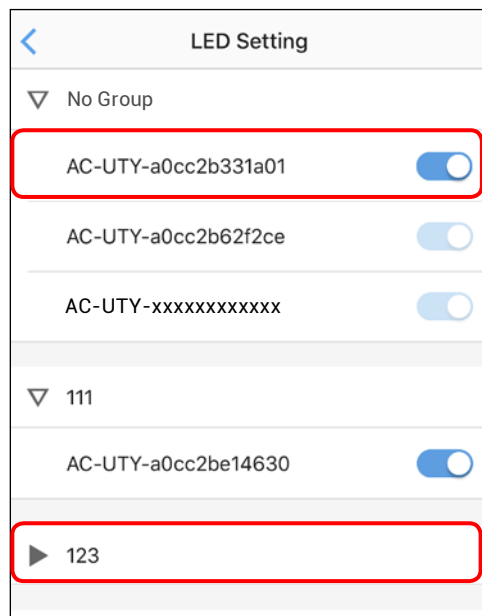 LED Setting
No Group
AC-UTY-a0cc2b331a01
AC-UTY-a0cc2b62f2ce
AC-UTY-xxxxxxxxxxxx
111
AC-UTY-a0cc2be14630
123